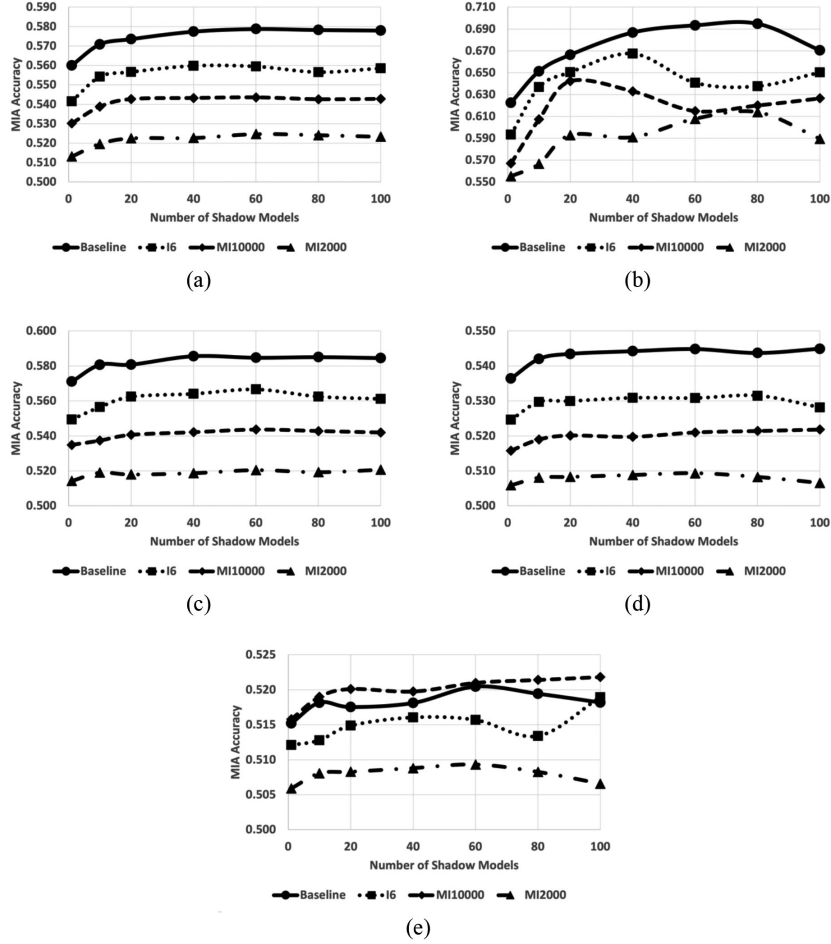 0.590
0.580
0.570
0.560
0.550
0.540
0.530
0.520
0.510
0.500
MIA Accuracy
0 20 40 60 80 100
Number of Shadow Models
Baseline I6 MI10000 MI2000
(a)
0.710
0.690
0.670
0.650
0.630
0.610
0.590
0.570
0.550
MIA Accuracy
0 20 40 60 80 100
Number of Shadow Models
Baseline I6 MI10000 MI2000
(b)
0.600
0.580
0.560
0.540
0.520
0.500
MIA Accuracy
0 20 40 60 80 100
Number of Shadow Models
Baseline I6 MI10000 MI2000
(c)
0.550
0.540
0.530
0.520
0.510
0.500
MIA Accuracy
0 20 40 60 80 100
Number of Shadow Models
Baseline I6 MI10000 MI2000
(d)
0.525
0.520
0.515
0.510
0.505
0.500
MIA Accuracy
0 20 40 60 80 100
Number of Shadow Models
Baseline I6 MI10000 MI2000
(e)